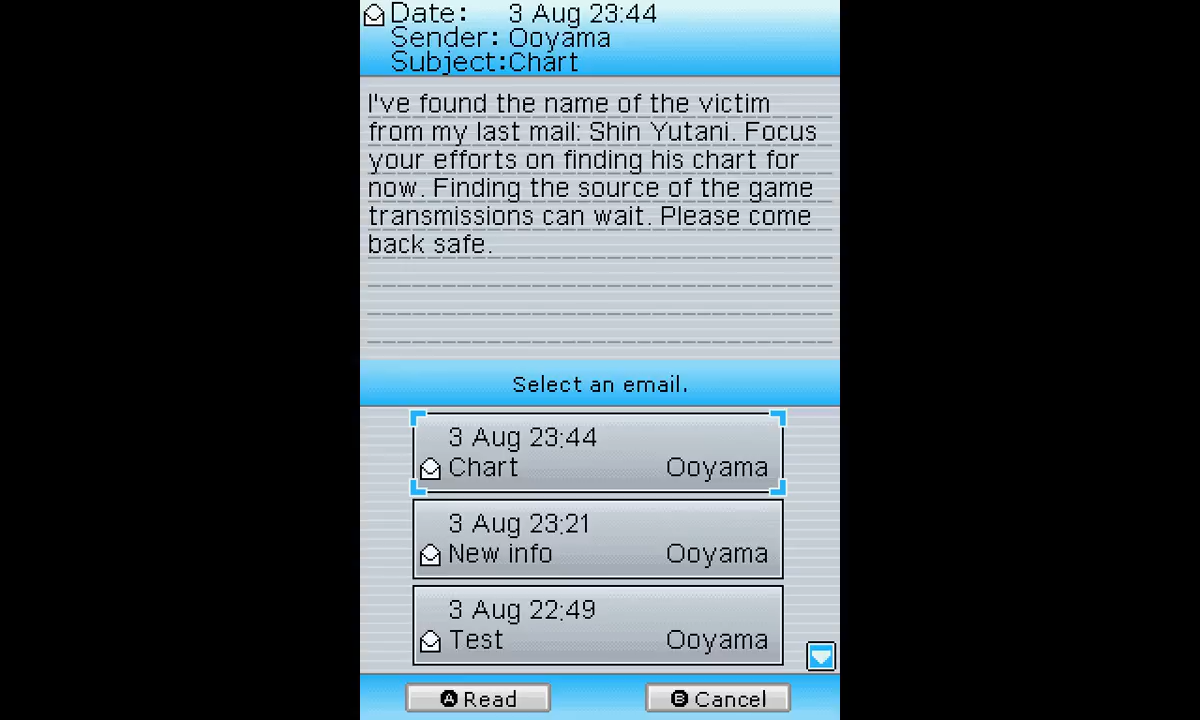 Date: 3 Aug 23:44
Sender: Ooyama
Subject:Chart
I've found the name of the victim
from my last mail: Shin Yutani. Focus
your efforts on finding his chart for
now. Finding the source of the game
transmissions can wait. Please come
back safe.
Select an email.
3 Aug 23:44
Chart Ooyama
3 Aug 23:21
New info Ooyama
3 Aug 22:49
Test Ooyama
A Read B Cancel